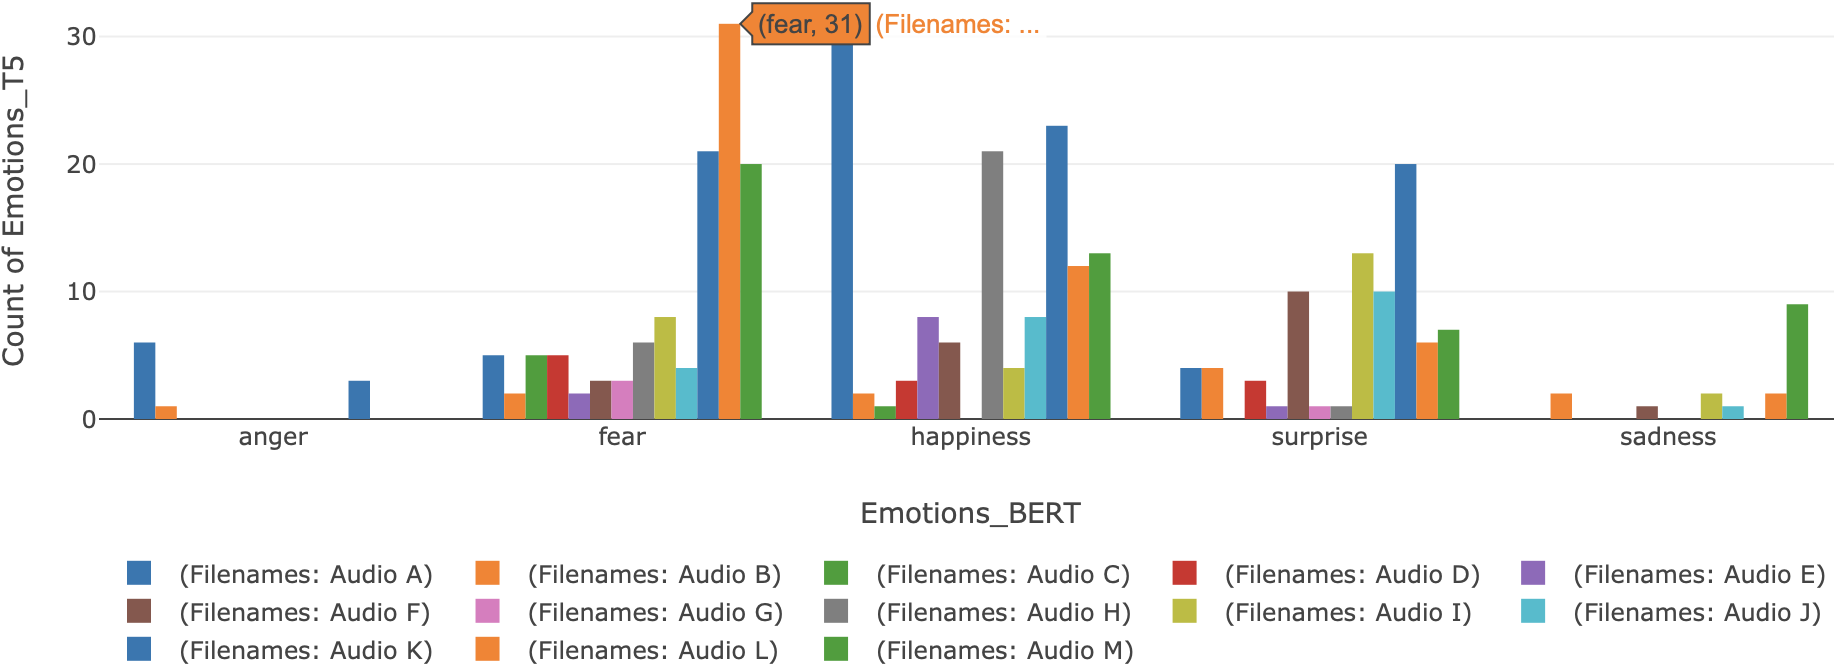 (fear, 31) (Filenames: ...
Count of Emotions_T5
30
20
10
0
anger fear happiness surprise sadness
Emotions_BERT
(Filenames: Audio A) (Filenames: Audio B) (Filenames: Audio C) (Filenames: Audio D) (Filenames: Audio E)
(Filenames: Audio F) (Filenames: Audio G) (Filenames: Audio H) (Filenames: Audio I) (Filenames: Audio J)
(Filenames: Audio K) (Filenames: Audio L) (Filenames: Audio M)